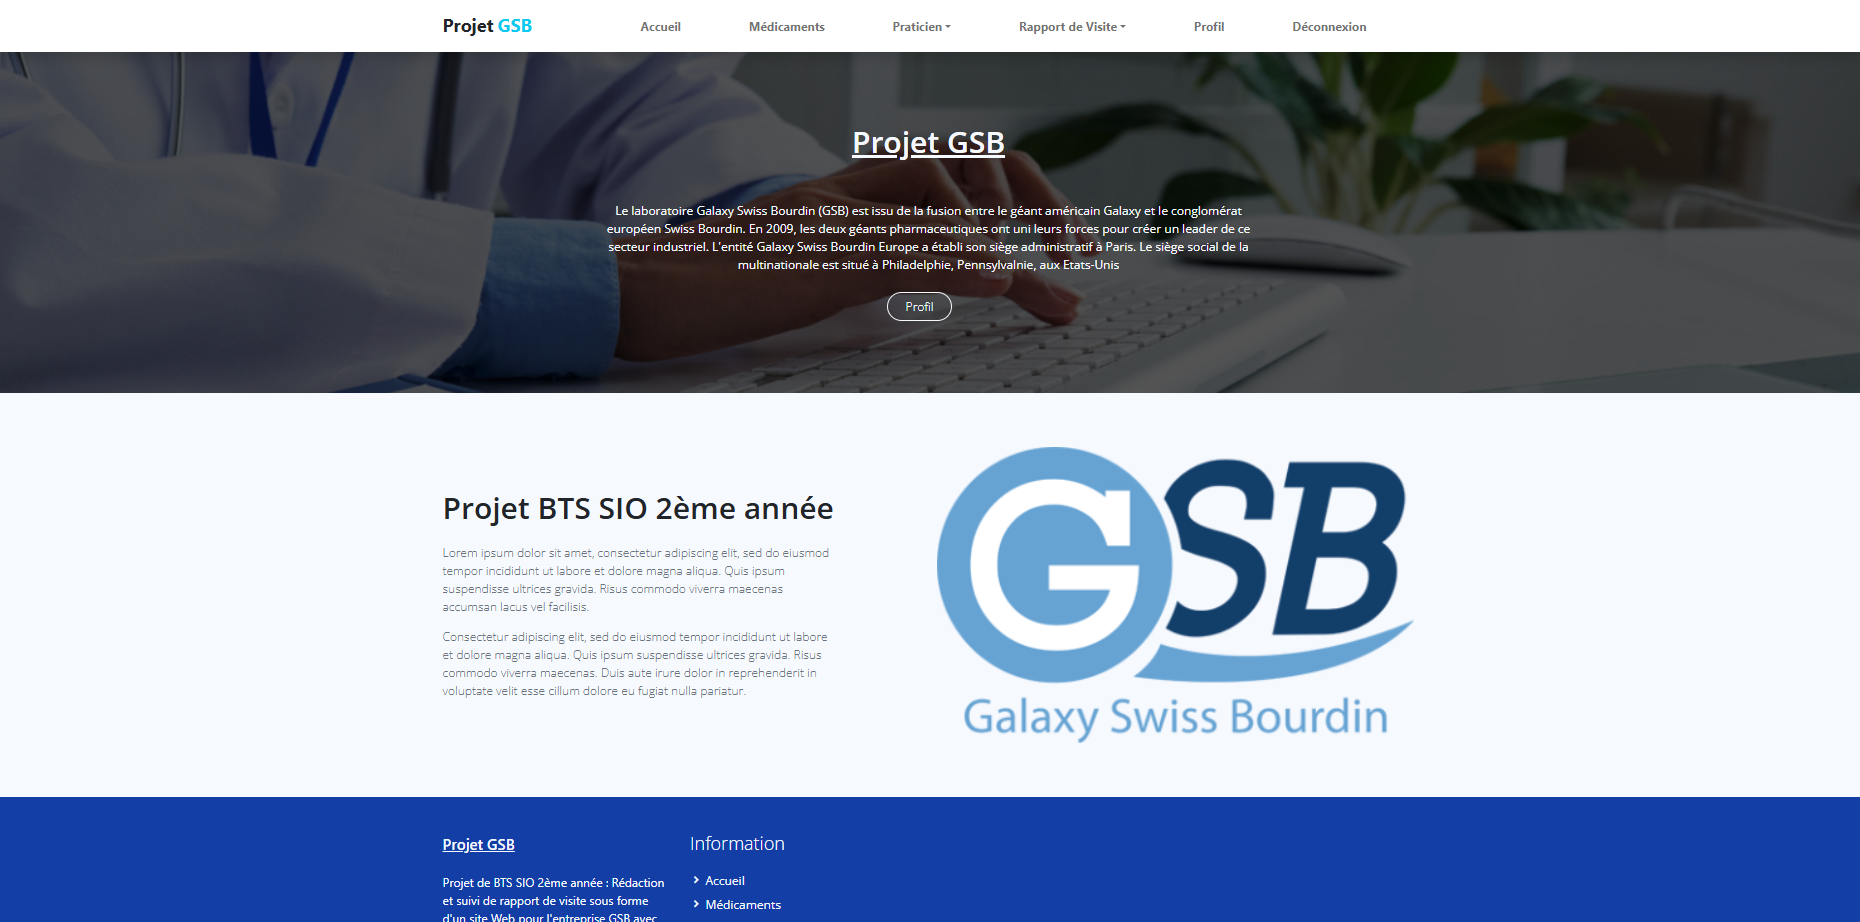 Projet GSB
Accueil
Médicaments
Praticien
Rapport de Visite
Profil
Déconnexion
Projet GSB
Le laboratoire Galaxy Swiss Bourdin (GSB) est issu de la fusion entre le géant américain Galaxy et le conglomérat
européen Swiss Bourdin. En 2009, les deux géants pharmaceutiques ont uni leurs forces pour créer un leader de ce
secteur industriel. L'entité Galaxy Swiss Bourdin Europe a établi son siège administratif à Paris. Le siège social de la
multinationale est situé à Philadelphie, Pennsylvalnie, aux Etats-Unis
Profil
Projet BTS SIO 2ème année
Lorem ipsum dolor sit amet, consectetur adipiscing elit, sed do eiusmod
tempor incididunt ut labore et dolore magna aliqua. Quis ipsum
suspendisse ultrices gravida. Risus commodo viverra maecenas
accumsan lacus vel facilisis.
Consectetur adipiscing elit, sed do eiusmod tempor incididunt ut labore
et dolore magna aliqua. Quis ipsum suspendisse ultrices gravida. Risus
commodo viverra maecenas. Duis aute irure dolor in reprehenderit in
voluptate velit esse cillum dolore eu fugiat nulla pariatur.
GSB
Galaxy Swiss Bourdin
Projet GSB
Projet de BTS SIO 2ème année : Rédaction
et suivi de rapport de visite sous forme
d'un site Web pour l'entreprise GSB avec
Information
Accueil
Médicaments